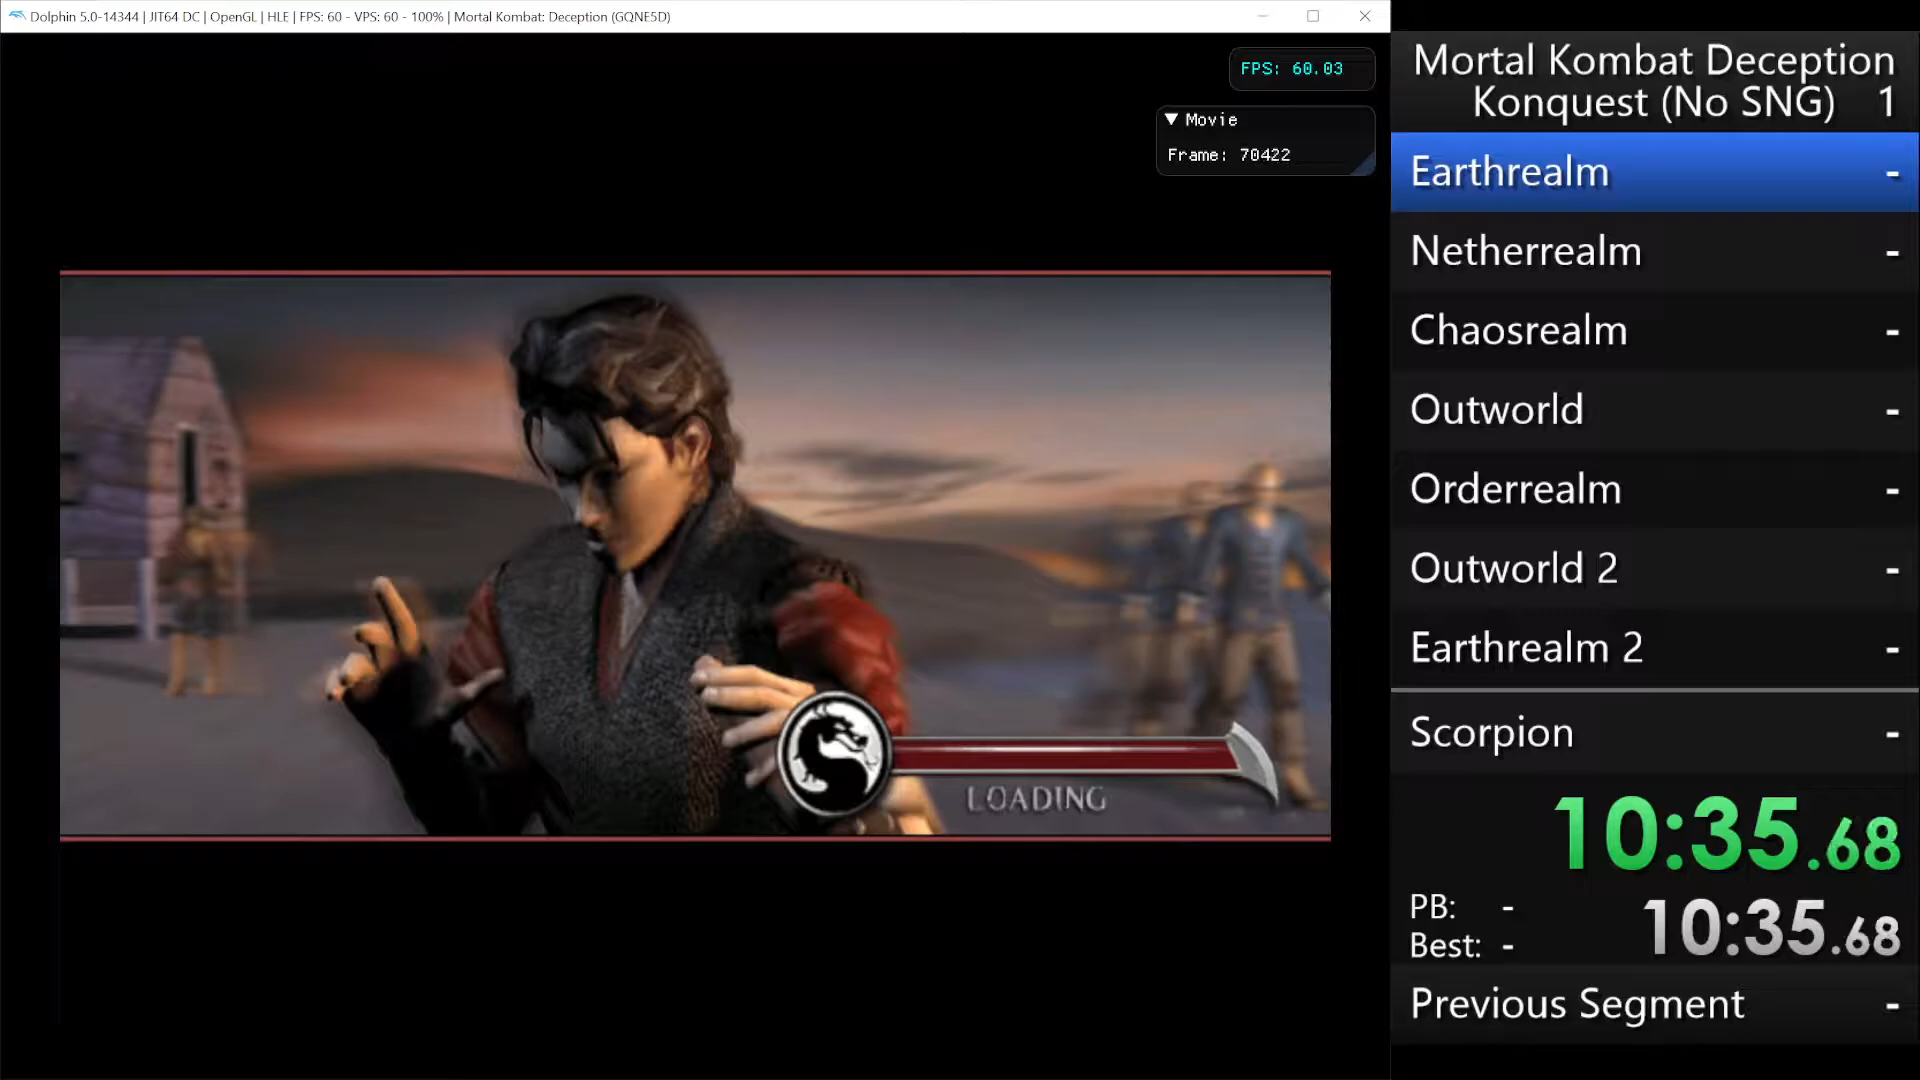 Dolphin 5.0-14344 | JIT64 DC | OpenGL | HLE | FPS: 60 - VPS: 60 - 100% | Mortal Kombat: Deception (GQNE5D)
FPS: 60.03
▼ Movie
Frame: 70422
LOADING
Mortal Kombat Deception
Konquest (No SNG) 1
Earthrealm -
Netherrealm -
Chaosrealm -
Outworld -
Orderrealm -
Outworld 2 -
Earthrealm 2 -
Scorpion -
10:35.68
PB: -
Best: -
10:35.68
Previous Segment -